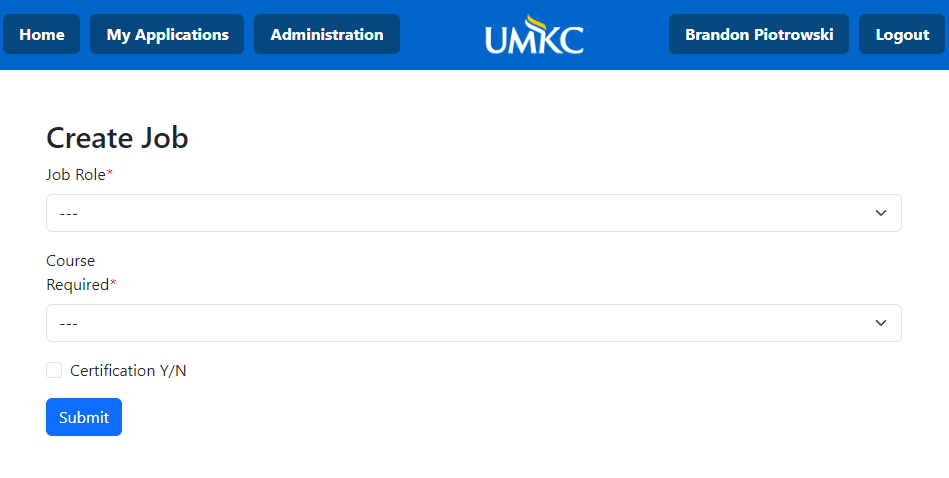 Home My Applications Administration UMKC Brandon Piotrowski Logout
Create Job
Job Role*
---
Course
Required*
---
Certification Y/N
Submit